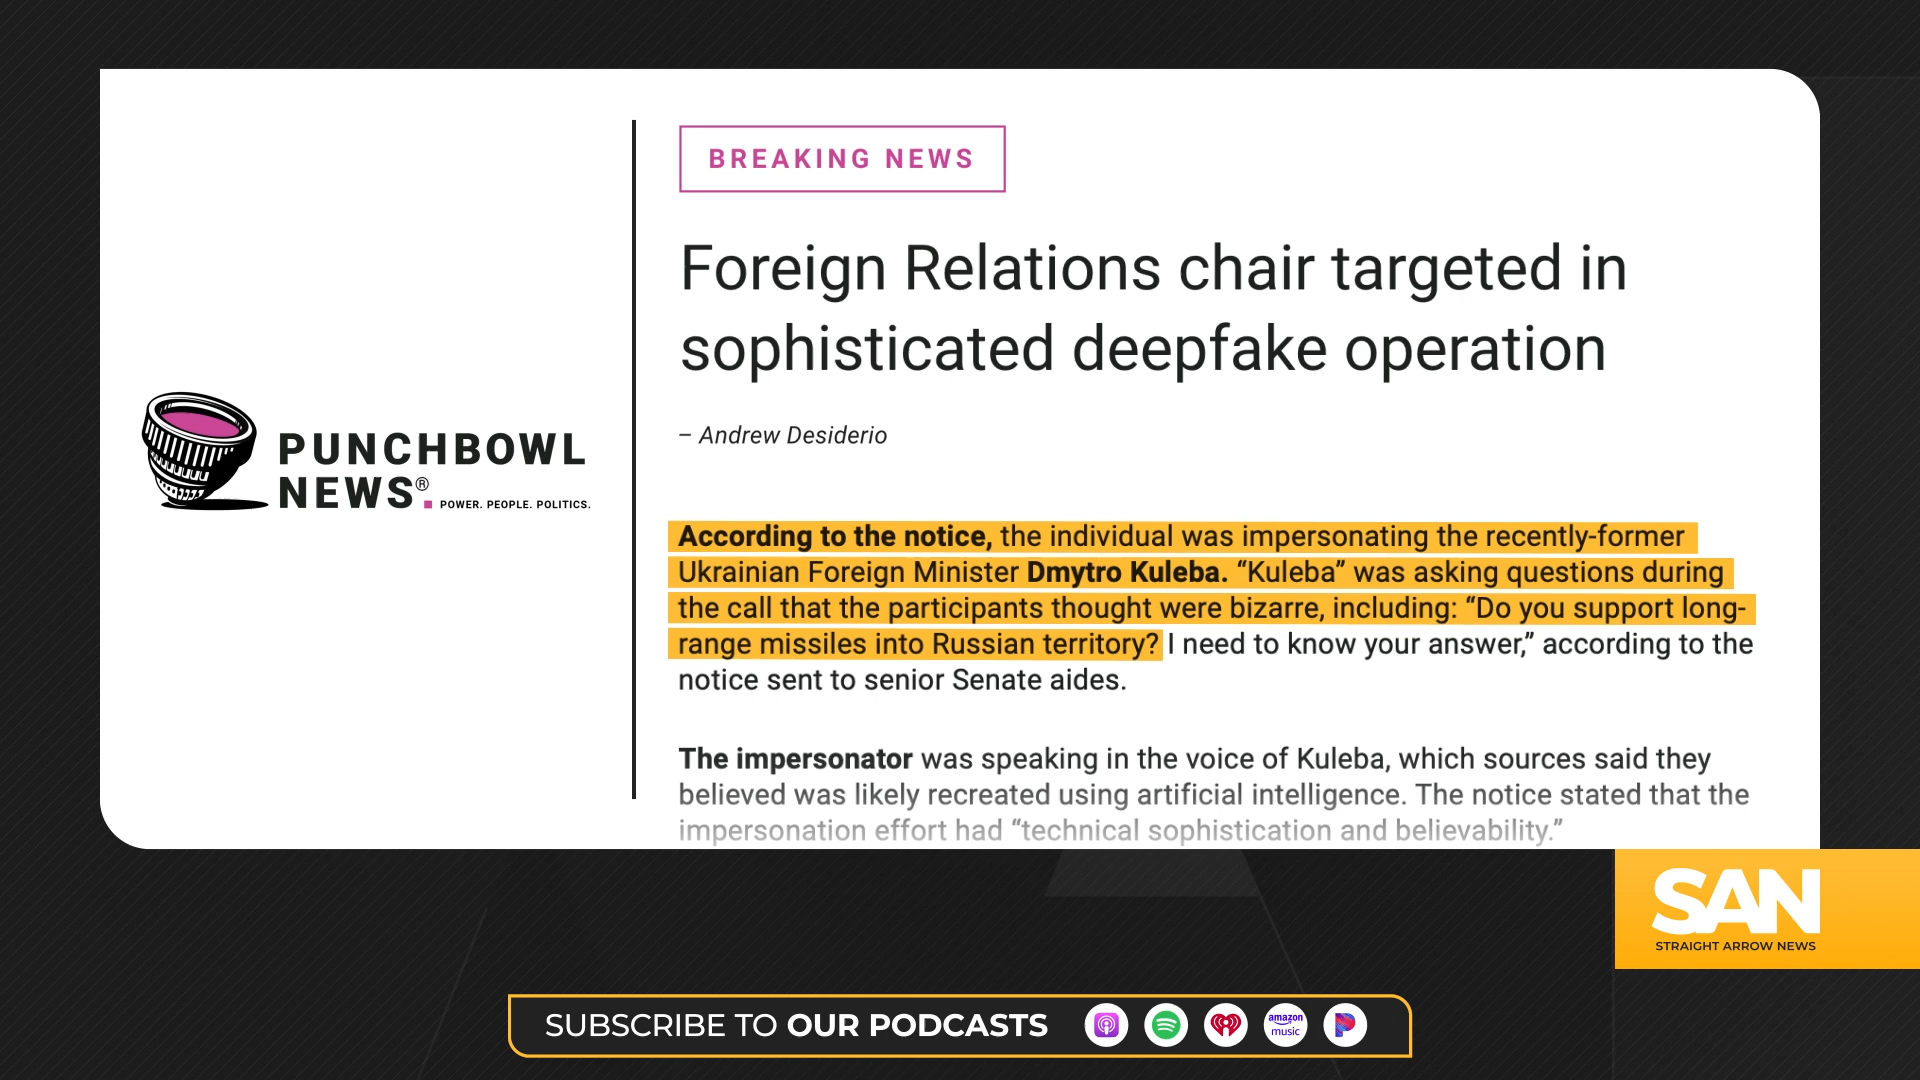 BREAKING NEWS
Foreign Relations chair targeted in
sophisticated deepfake operation
– Andrew Desiderio
PUNCHBOWL
NEWS®
POWER. PEOPLE. POLITICS.
According to the notice, the individual was impersonating the recently-former
Ukrainian Foreign Minister Dmytro Kuleba. “Kuleba” was asking questions during
the call that the participants thought were bizarre, including: “Do you support long-
range missiles into Russian territory? I need to know your answer,” according to the
notice sent to senior Senate aides.
The impersonator was speaking in the voice of Kuleba, which sources said they
believed was likely recreated using artificial intelligence. The notice stated that the
impersonation effort had “technical sophistication and believability.”
SAN
STRAIGHT ARROW NEWS
SUBSCRIBE TO OUR PODCASTS
amazon
music